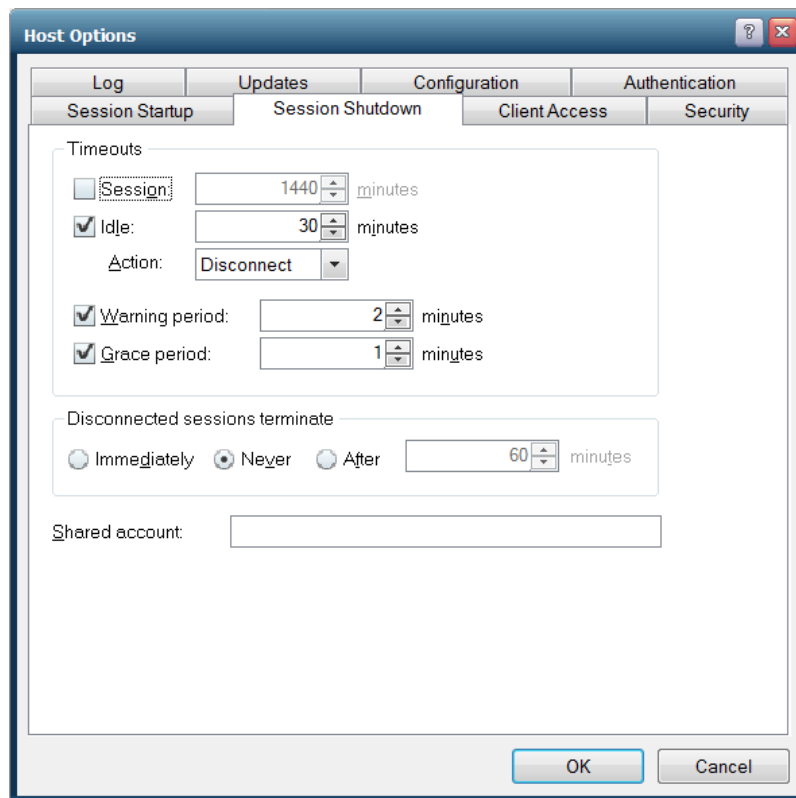 Host Options
Log Updates Configuration Authentication
Session Startup Session Shutdown Client Access Security
Timeouts
Session: 1440 minutes
Idle: 30 minutes
Action: Disconnect
Warning period: 2 minutes
Grace period: 1 minutes
Disconnected sessions terminate
Immediately Never After 60 minutes
Shared account:
OK Cancel